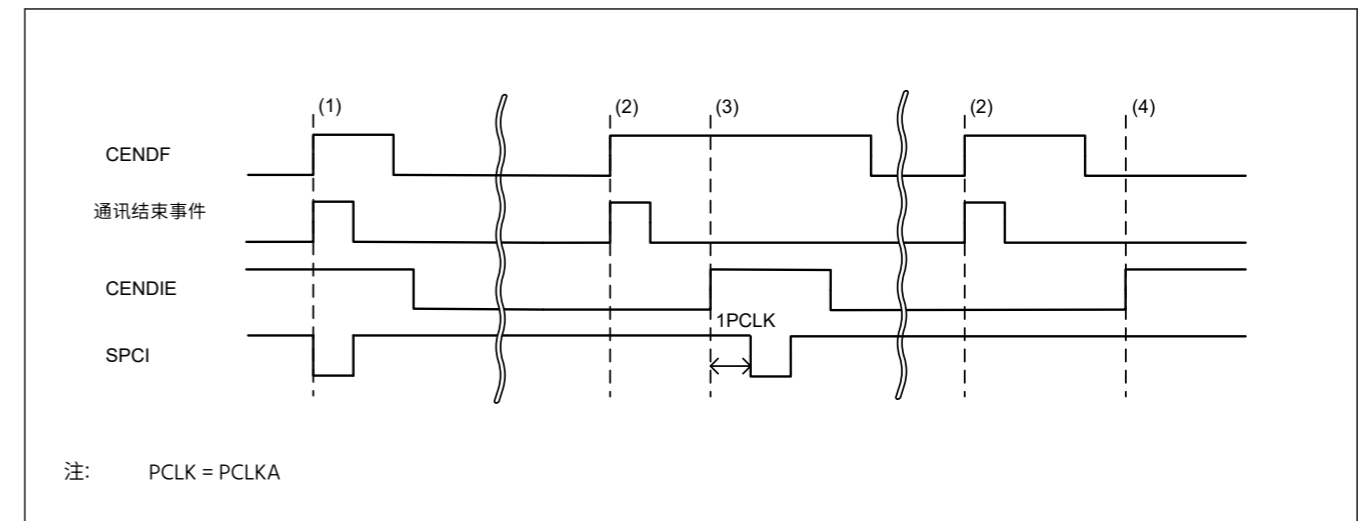 (1) (2) (3) (2) (4)
CENDF
通讯结束事件
CENDIE
1PCLK
SPCI
注: PCLK = PCLKA